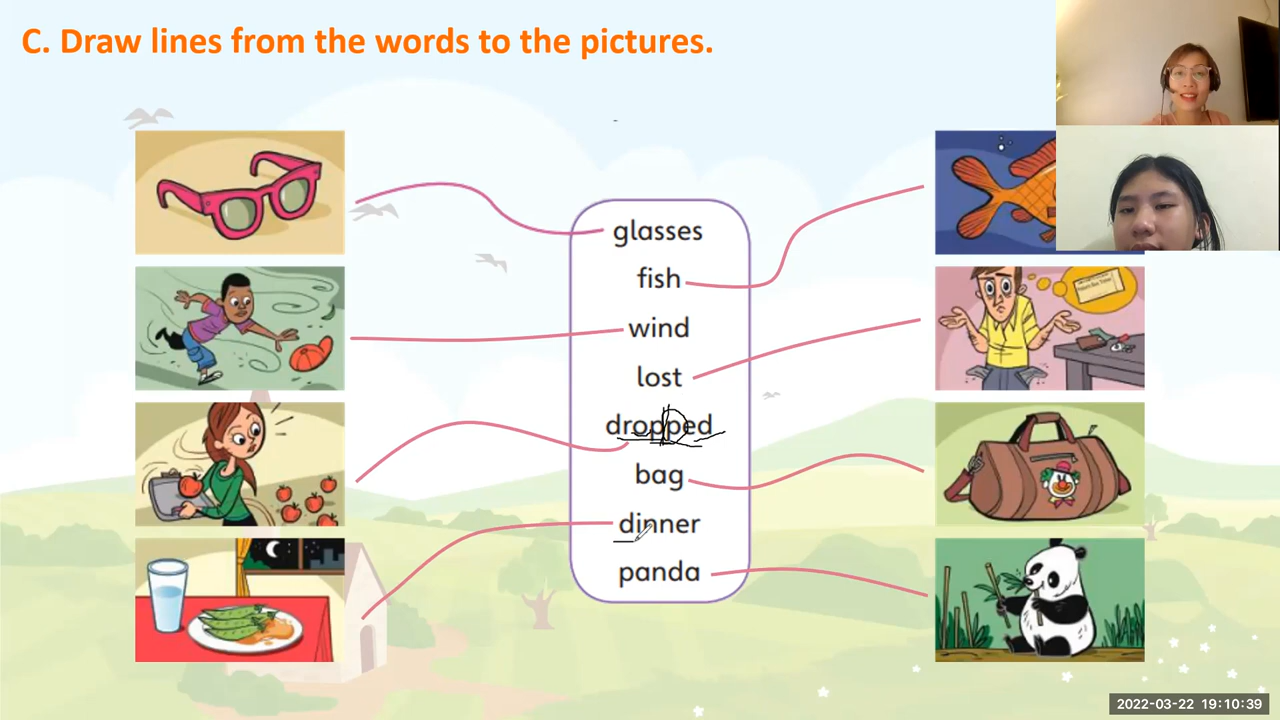 C. Draw lines from the words to the pictures.
glasses
fish
wind
lost
dropped
bag
dinner
panda
2022-03-22 19:10:39